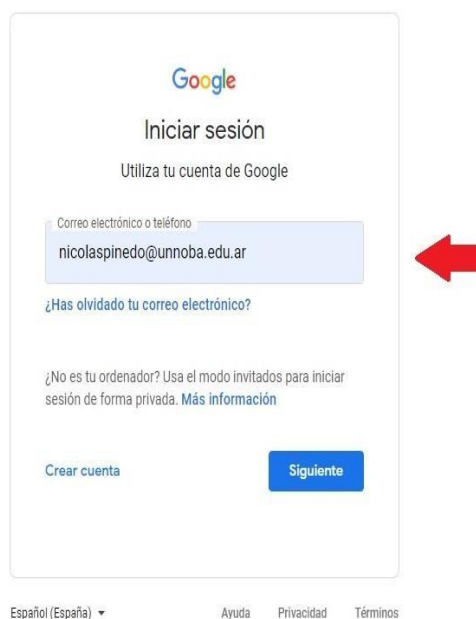 Google
Iniciar sesión
Utiliza tu cuenta de Google
Correo electrónico o teléfono
nicolaspinedo@unnoba.edu.ar
¿Has olvidado tu correo electrónico?
¿No es tu ordenador? Usa el modo invitados para iniciar
sesión de forma privada. Más información
Crear cuenta
Siguiente
Español (España)
Ayuda
Privacidad
Términos